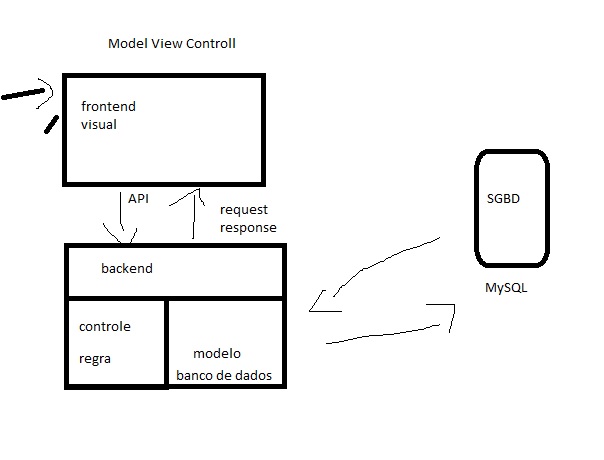 Model View Controll
frontend
visual
API
request
response
backend
controle
regra
modelo
banco de dados
SGBD
MySQL